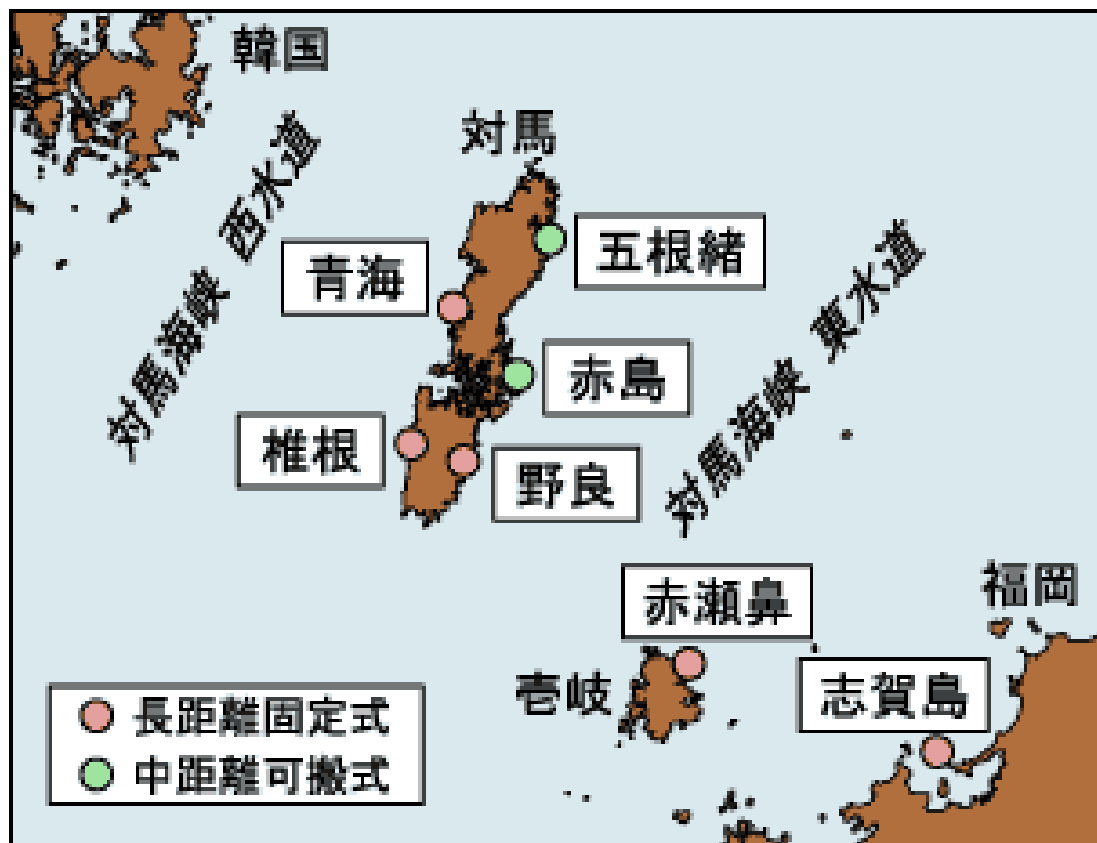 韓国
対馬
対馬海峡 西水道
五根緒
青海
対馬海峡 東水道
赤島
椎根
野良
福岡
赤瀬鼻
壱岐
志賀島
長距離固定式
中距離可搬式